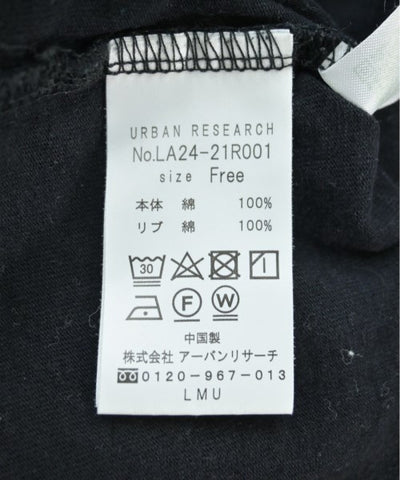 URBAN RESEARCH
No.LA24-21R001
size Free
本体 綿 100%
リブ 綿 100%
30
F W
中国製
株式会社 アーバンリサーチ
0120-967-013
LMU